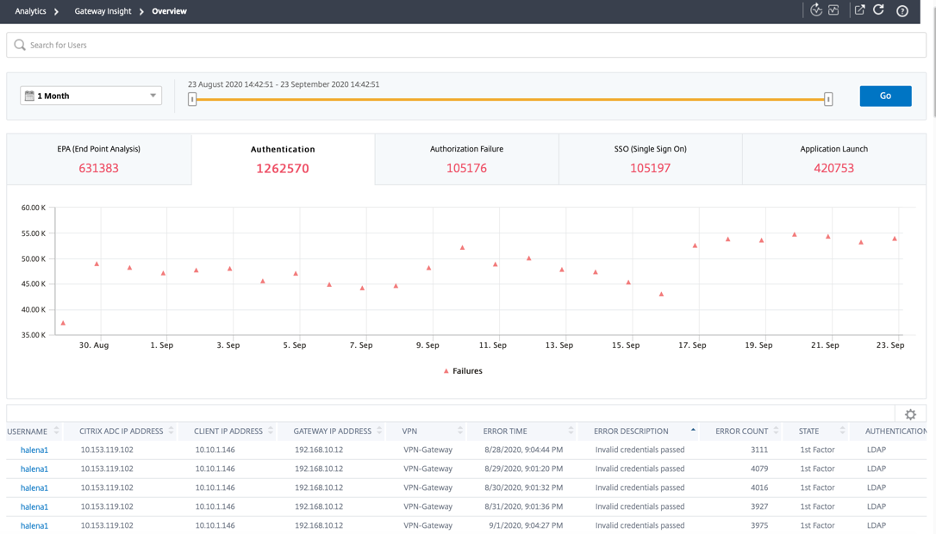 Analytics > Gateway Insight > Overview
Search for Users
23 August 2020 14:42:51 - 23 September 2020 14:42:51
1 Month
Go
EPA (End Point Analysis) Authentication Authorization Failure SSO (Single Sign On) Application Launch
631383 1262570 105176 105197 420753
60.00 K
55.00 K
50.00 K
45.00 K
40.00 K
35.00 K
30. Aug 1. Sep 3. Sep 5. Sep 7. Sep 9. Sep 11. Sep 13. Sep 15. Sep 17. Sep 19. Sep 21. Sep 23. Sep
Failures
USERNAME CITRIX ADC IP ADDRESS CLIENT IP ADDRESS GATEWAY IP ADDRESS VPN ERROR TIME ERROR DESCRIPTION ERROR COUNT STATE AUTHENTICATION
halena1 10.153.119.102 10.10.1.146 192.168.10.12 VPN-Gateway 8/28/2020, 9:04:44 PM Invalid credentials passed 3111 1st Factor LDAP
halena1 10.153.119.102 10.10.1.146 192.168.10.12 VPN-Gateway 8/29/2020, 9:01:20 PM Invalid credentials passed 4079 1st Factor LDAP
halena1 10.153.119.102 10.10.1.146 192.168.10.12 VPN-Gateway 8/30/2020, 9:01:32 PM Invalid credentials passed 4016 1st Factor LDAP
halena1 10.153.119.102 10.10.1.146 192.168.10.12 VPN-Gateway 8/31/2020, 9:01:36 PM Invalid credentials passed 3927 1st Factor LDAP
halena1 10.153.119.102 10.10.1.146 192.168.10.12 VPN-Gateway 9/1/2020, 9:04:27 PM Invalid credentials passed 3975 1st Factor LDAP